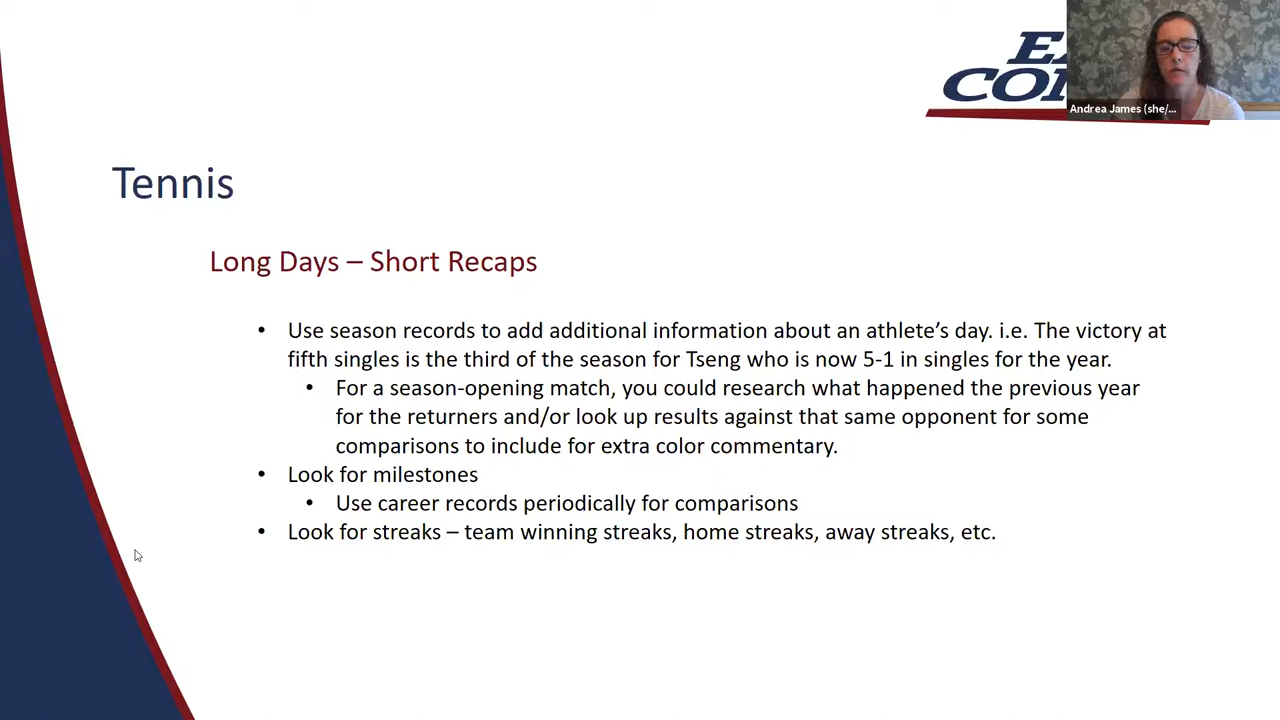 Andrea James (she/...
Tennis
Long Days – Short Recaps
• Use season records to add additional information about an athlete’s day. i.e. The victory at
fifth singles is the third of the season for Tseng who is now 5-1 in singles for the year.
• For a season-opening match, you could research what happened the previous year
for the returners and/or look up results against that same opponent for some
comparisons to include for extra color commentary.
• Look for milestones
• Use career records periodically for comparisons
• Look for streaks – team winning streaks, home streaks, away streaks, etc.